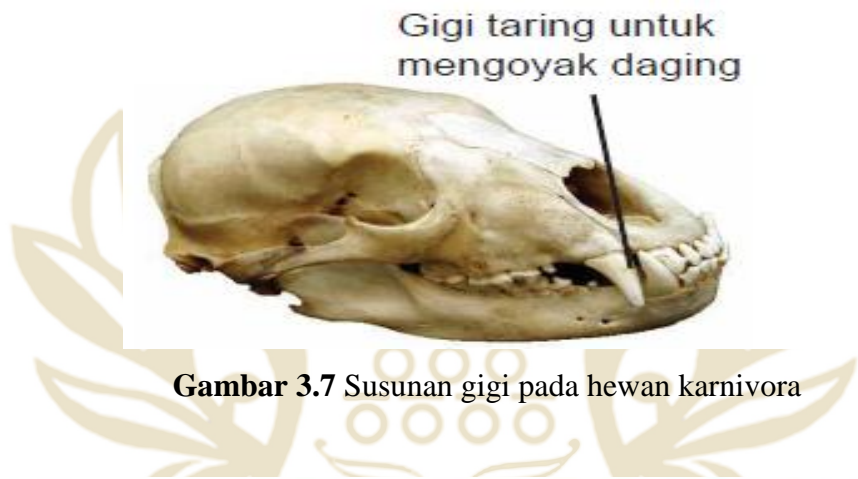 Gigi taring untuk
mengoyak daging
Gambar 3.7 Susunan gigi pada hewan karnivora